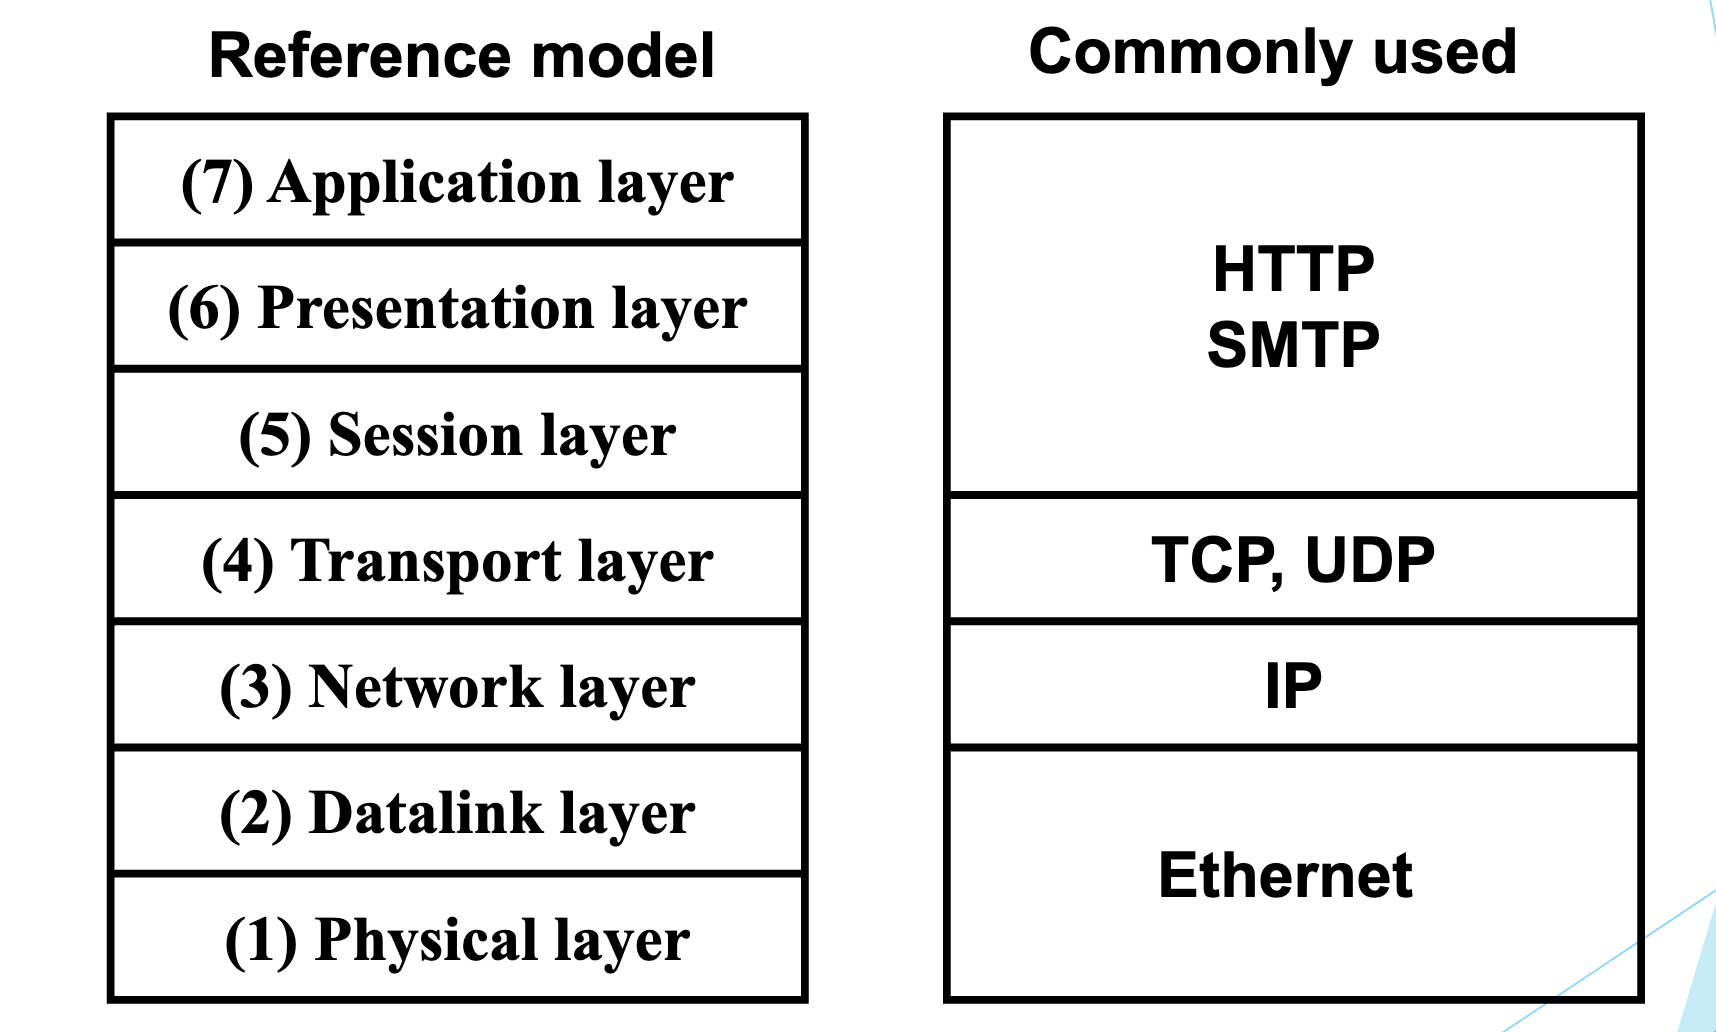 Reference model
(7) Application layer
(6) Presentation layer
(5) Session layer
(4) Transport layer
(3) Network layer
(2) Datalink layer
(1) Physical layer
Commonly used
HTTP
SMTP
TCP, UDP
IP
Ethernet